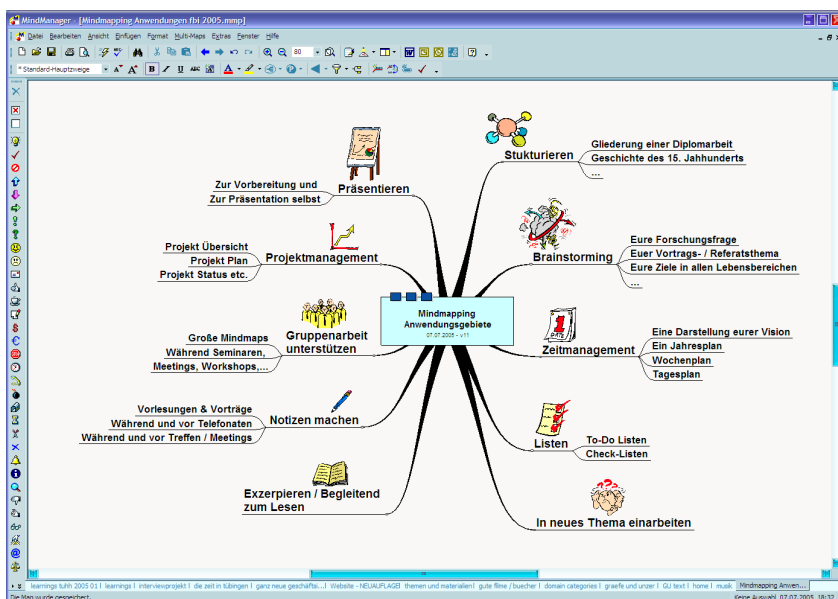 MindManager - [Mindmapping Anwendungen fbi 2005.mmp]
Datei Bearbeiten Ansicht Einfügen Format Multi-Maps Extras Fenster Hilfe
80
* Standard-Hauptzweige
B I U ABC A
Präsentieren
Zur Vorbereitung und
Zur Präsentation selbst
Projektmanagement
Projekt Übersicht
Projekt Plan
Projekt Status etc.
Gruppenarbeit
unterstützen
Große Mindmaps
Während Seminaren,
Meetings, Workshops,...
Notizen machen
Vorlesungen & Vorträge
Während und vor Telefonaten
Während und vor Treffen / Meetings
Exzerpieren / Begleitend
zum Lesen
Mindmapping
Anwendungsgebiete
07.07.2005 - v11
Stukturieren
Gliederung einer Diplomarbeit
Geschichte des 15. Jahrhunderts
...
Brainstorming
Eure Forschungsfrage
Euer Vortrags- / Referatsthema
Eure Ziele in allen Lebensbereichen
...
1
DATE
Zeitmanagement
Eine Darstellung eurer Vision
Ein Jahresplan
Wochenplan
Tagesplan
Listen
To-Do Listen
Check-Listen
In neues Thema einarbeiten
learnings tuhh 2005 01 | learnings | interviewprojekt | die zeit in tübingen | ganz neue geschäftsi... | Website - NEUAUFLAGE | themen und materialien | gute filme / buecher | domain categories | graefe und unzer | GU text | home | musik Mindmapping Anwen...
Die Map wurde gespeichert. Keine Auswahl 07.07.2005 18:32